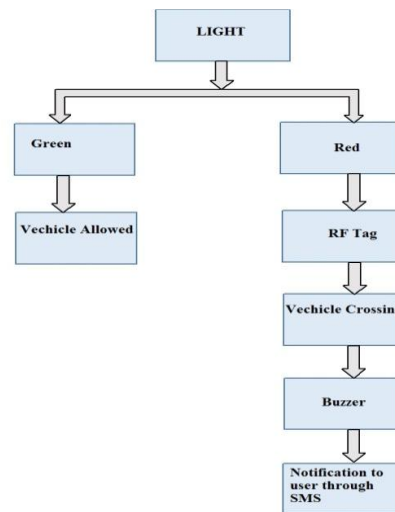 LIGHT
Green
Red
Vechicle Allowed
RF Tag
Vechicle Crossin
Buzzer
Notification to
user through
SMS